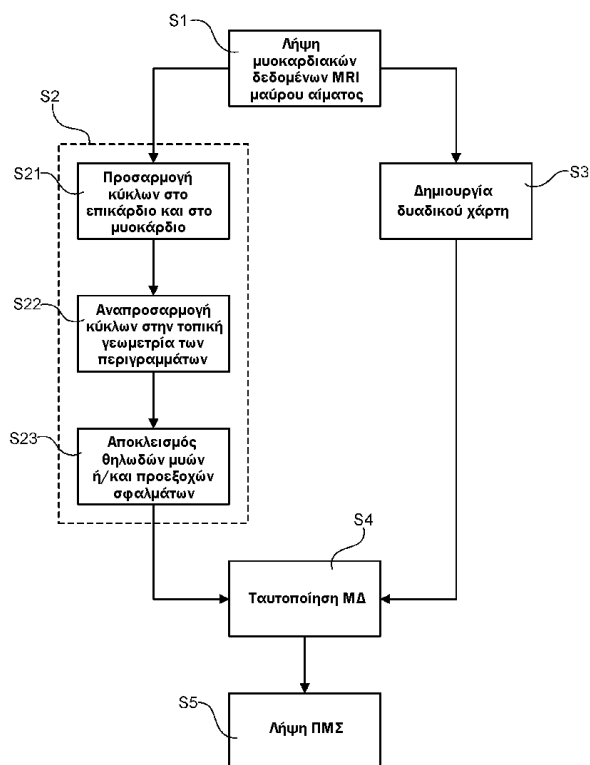 S1
Λήψη
μυοκαρδιακών
δεδομένων MRI
μαύρου αίματος
S2
S21
Προσαρμογή
κύκλων στο
επικάρδιο και στο
μυοκάρδιο
S3
Δημιουργία
δυαδικού χάρτη
S22
Αναπροσαρμογή
κύκλων στην τοπική
γεωμετρία των
περιγραμμάτων
S23
Αποκλεισμός
θηλωδών μυών
ή/και προεξοχών
σφαλμάτων
S4
Ταυτοποίηση ΜΔ
S5
Λήψη ΠΜΣ